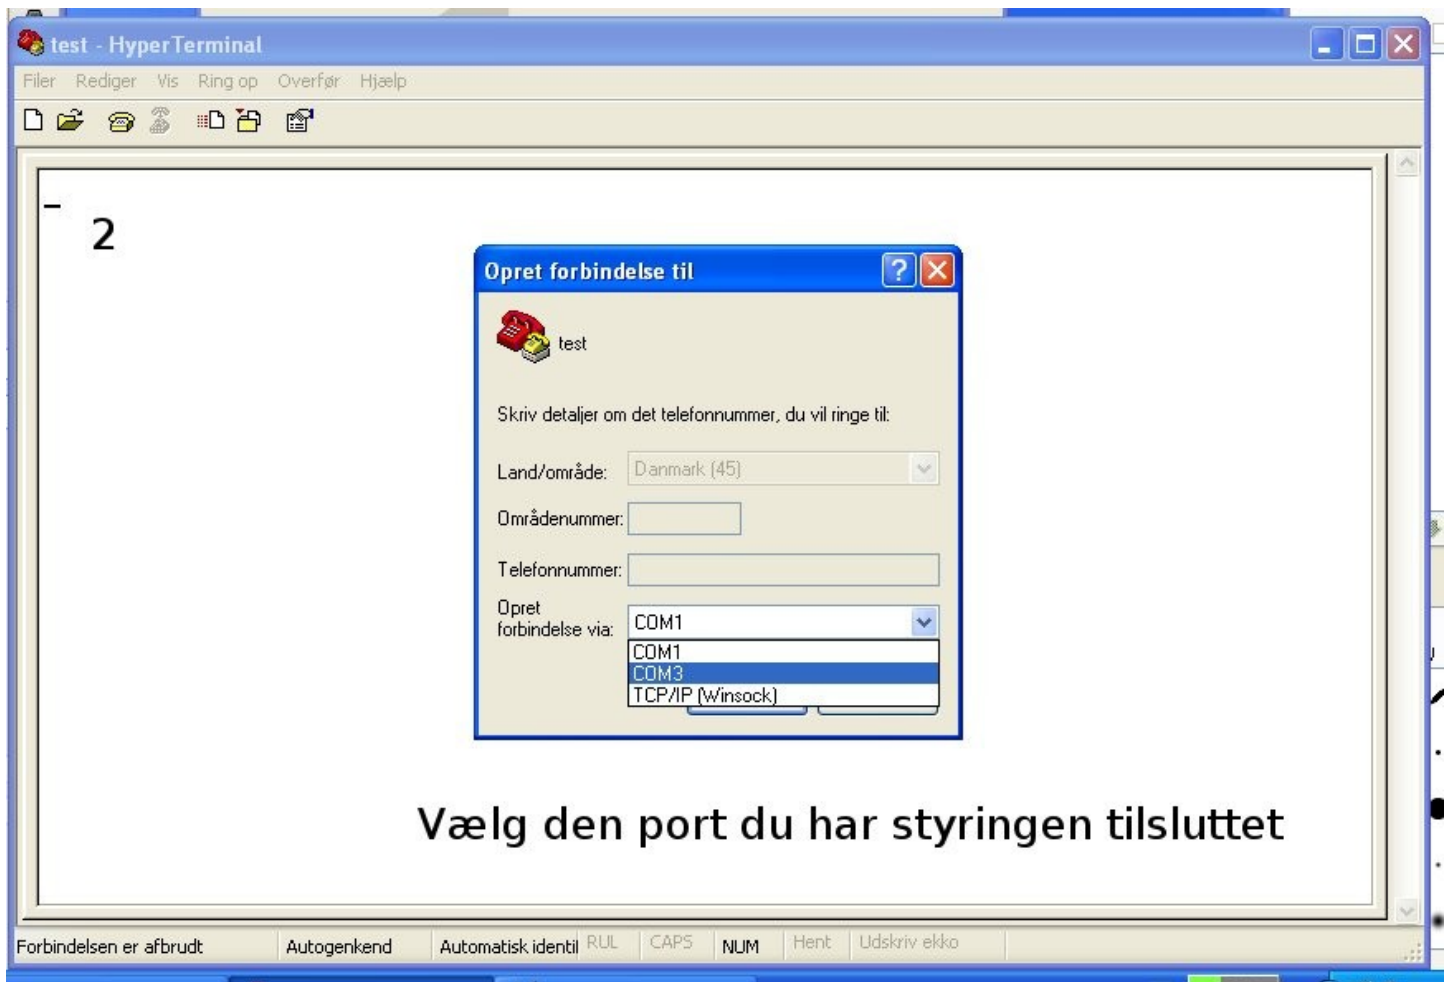 test - HyperTerminal
Filer Rediger Vis Ring op Overfør Hjælp
2
Opret forbindelse til
test
Skriv detaljer om det telefonnummer, du vil ringe til:
Land/område: Danmark (45)
Områdenummer:
Telefonnummer:
Opret
forbindelse via:
COM1
COM1
COM3
TCP/IP (Winsock)
Vælg den port du har styringen tilsluttet
Forbindelsen er afbrudt Autogenkend Automatisk identil RUL CAPS NUM Hent Udskriv ekko